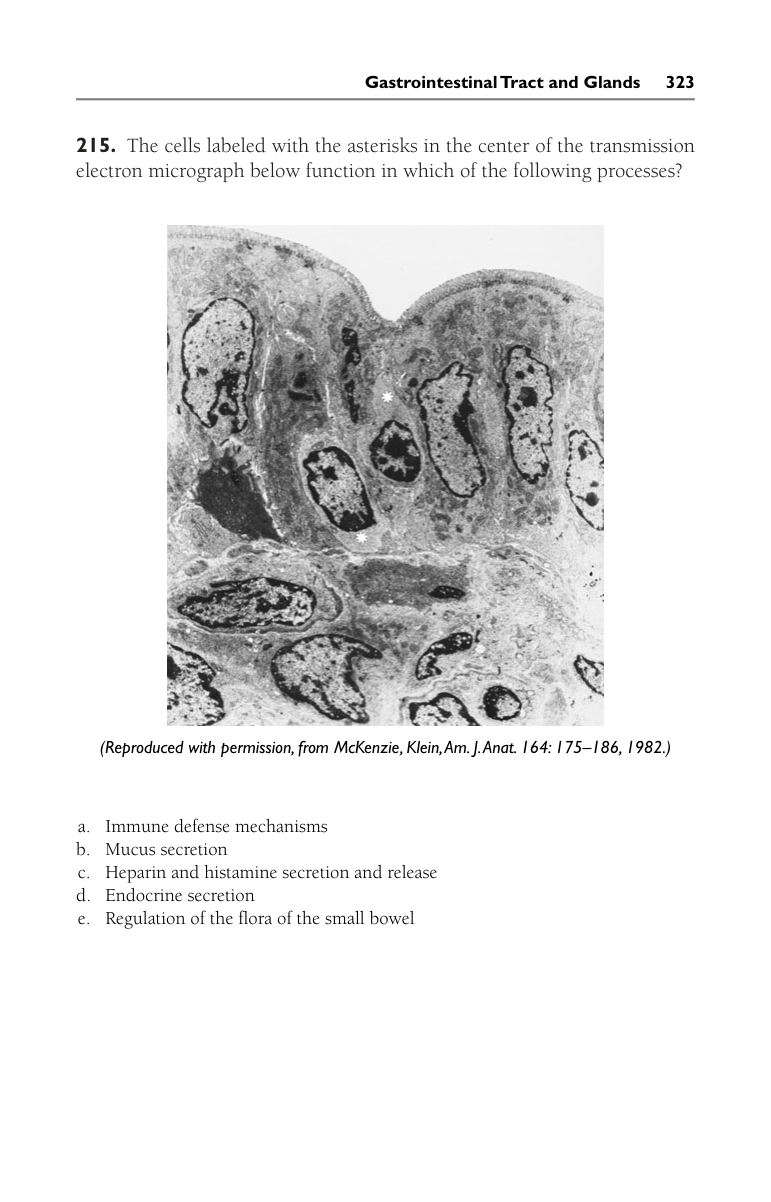 Gastrointestinal Tract and Glands 323
215. The cells labeled with the asterisks in the center of the transmission
electron micrograph below function in which of the following processes?
(Reproduced with permission, from McKenzie, Klein, Am. J. Anat. 164: 175–186, 1982.)
a. Immune defense mechanisms
b. Mucus secretion
c. Heparin and histamine secretion and release
d. Endocrine secretion
e. Regulation of the flora of the small bowel